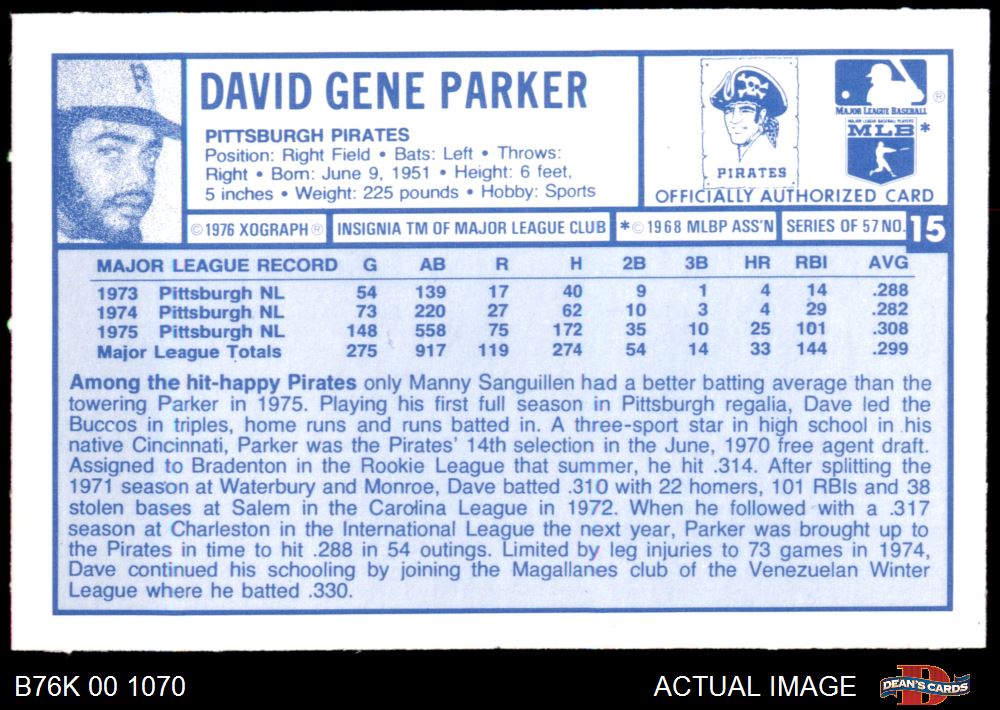 DAVID GENE PARKER
PITTSBURGH PIRATES
Position: Right Field • Bats: Left • Throws:
Right • Born: June 9, 1951 • Height: 6 feet,
5 inches • Weight: 225 pounds • Hobby: Sports
PIRATES
MAJOR LEAGUE BASEBALL ®
MAJOR LEAGUE BASEBALL PLAYERS
MLB *
OFFICIALLY AUTHORIZED CARD
© 1976 XOGRAPH ® INSIGNIA TM OF MAJOR LEAGUE CLUB *© 1968 MLBP ASS'N SERIES OF 57 NO. 15
MAJOR LEAGUE RECORD G AB R H 2B 3B HR RBI AVG
1973 Pittsburgh NL 54 139 17 40 9 1 4 14 .288
1974 Pittsburgh NL 73 220 27 62 10 3 4 29 .282
1975 Pittsburgh NL 148 558 75 172 35 10 25 101 .308
Major League Totals 275 917 119 274 54 14 33 144 .299
Among the hit-happy Pirates only Manny Sanguillen had a better batting average than the
towering Parker in 1975. Playing his first full season in Pittsburgh regalia, Dave led the
Buccos in triples, home runs and runs batted in. A three-sport star in high school in his
native Cincinnati, Parker was the Pirates' 14th selection in the June, 1970 free agent draft.
Assigned to Bradenton in the Rookie League that summer, he hit .314. After splitting the
1971 season at Waterbury and Monroe, Dave batted .310 with 22 homers, 101 RBIs and 38
stolen bases at Salem in the Carolina League in 1972. When he followed with a .317
season at Charleston in the International League the next year, Parker was brought up to
the Pirates in time to hit .288 in 54 outings. Limited by leg injuries to 73 games in 1974,
Dave continued his schooling by joining the Magallanes club of the Venezuelan Winter
League where he batted .330.
B76K 00 1070 ACTUAL IMAGE DEAN'S CARDS